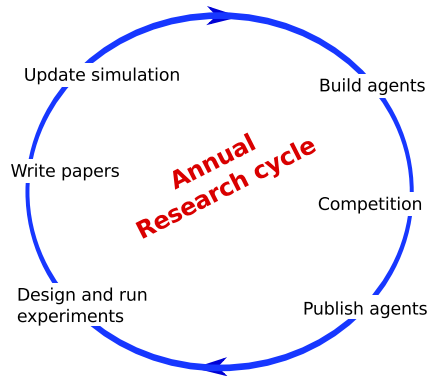 Update simulation
Build agents
Annual
Research cycle
Write papers
Competition
Design and run
experiments
Publish agents